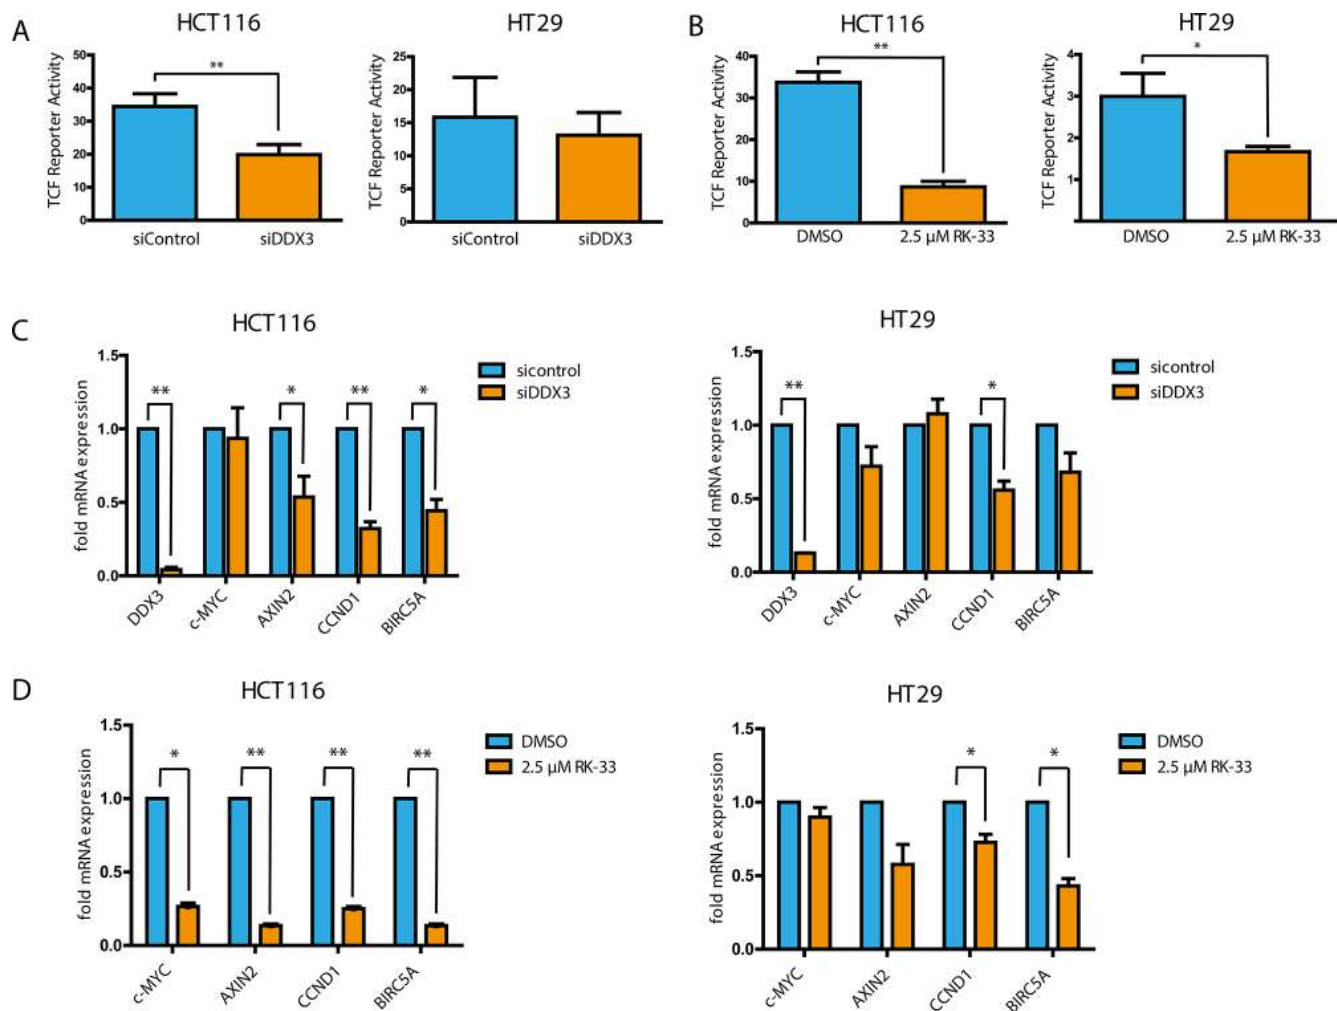 A
HCT116
TCF Reporter Activity
50
40
30
20
10
0
**
siControl
siDDX3
HT29
TCF Reporter Activity
25
20
15
10
5
0
siControl
siDDX3
B
HCT116
TCF Reporter Activity
40
30
20
10
0
**
DMSO
2.5 µM RK-33
HT29
TCF Reporter Activity
4
3
2
1
*
DMSO
2.5 µM RK-33
C
HCT116
fold mRNA expression
1.5
1.0
0.5
0.0
**
*
**
*
sicontrol
siDDX3
DDX3
c-MYC
AXIN2
CCND1
BIRC5A
HT29
fold mRNA expression
1.5
1.0
0.5
0.0
**
*
sicontrol
siDDX3
DDX3
c-MYC
AXIN2
CCND1
BIRC5A
D
HCT116
fold mRNA expression
1.5
1.0
0.5
0.0
*
**
**
**
DMSO
2.5 µM RK-33
c-MYC
AXIN2
CCND1
BIRC5A
HT29
fold mRNA expression
1.5
1.0
0.5
0.0
*
*
DMSO
2.5 µM RK-33
c-MYC
AXIN2
CCND1
BIRC5A